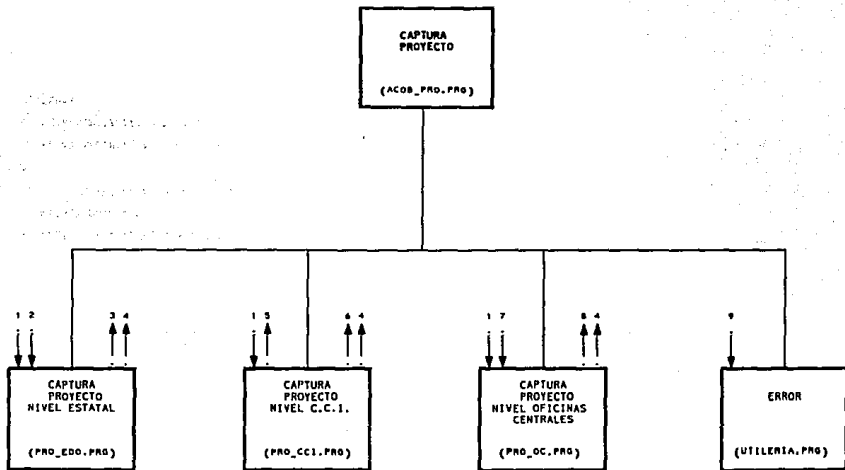 CAPTURA
PROYECTO
(ACOB_PRO.PRG)
1 2 3 4
1 5 6 4
1 7 8 4
9
CAPTURA
PROYECTO
NIVEL ESTATAL
(PRO_EDO.PRG)
CAPTURA
PROYECTO
NIVEL C.C.I.
(PRO_CCI.PRG)
CAPTURA
PROYECTO
NIVEL OFICINAS
CENTRALES
(PRO_OC.PRG)
ERROR
(UTILERIA.PRG)